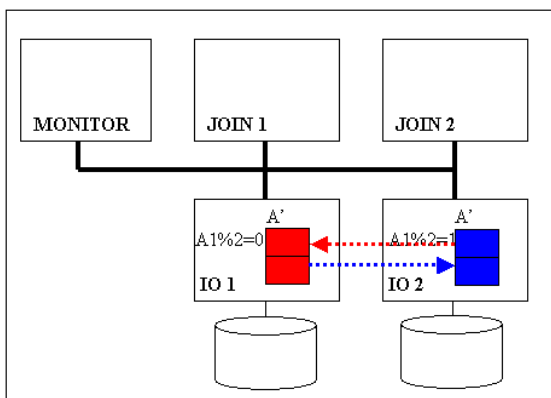 MONITOR
JOIN 1
JOIN 2
A'
A'
A1%2=0
A1%2=1
IO 1
IO 2